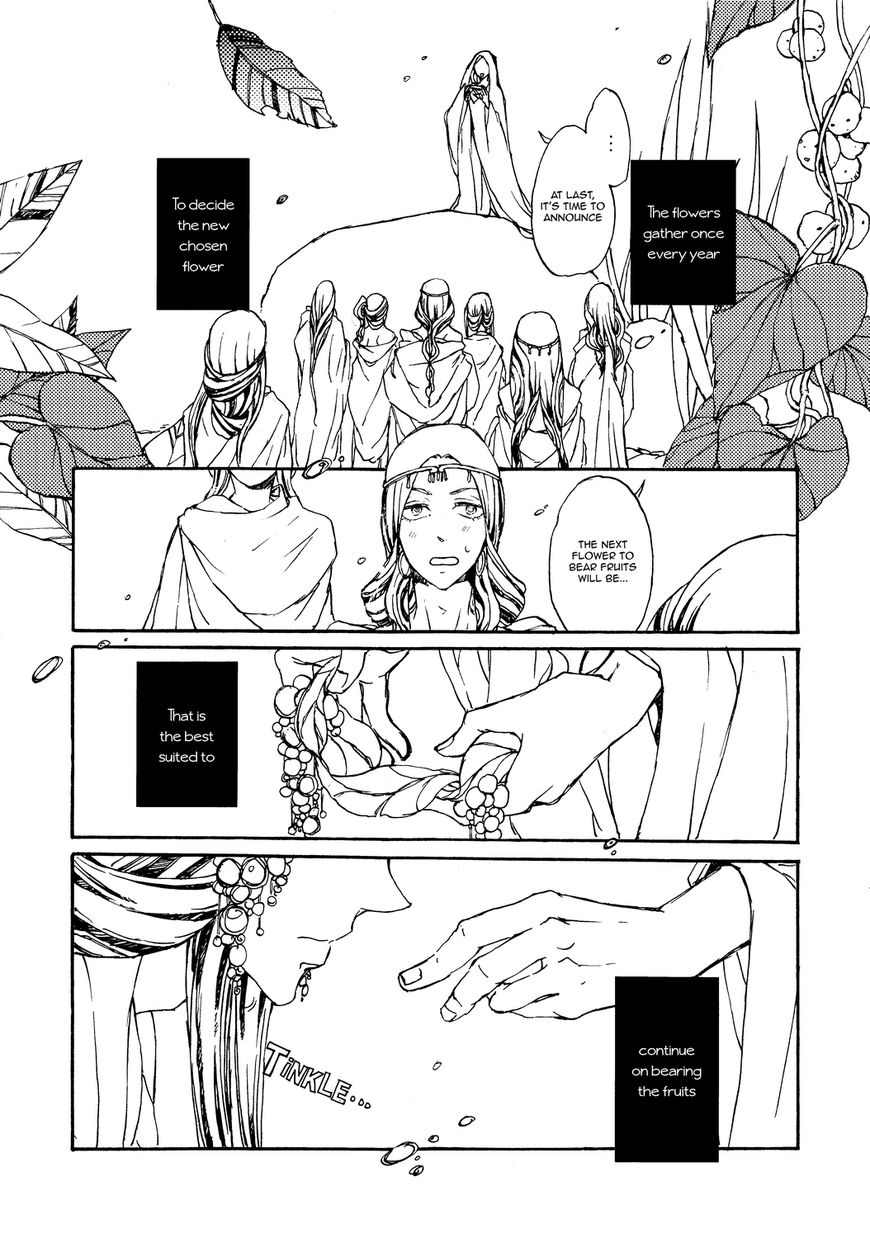 The flowers
gather once
every year
...
AT LAST,
IT'S TIME TO
ANNOUNCE
To decide
the new
chosen
flower
THE NEXT
FLOWER TO
BEAR FRUITS
WILL BE...
That is
the best
suited to
TINKLE...
continue
on bearing
the fruits